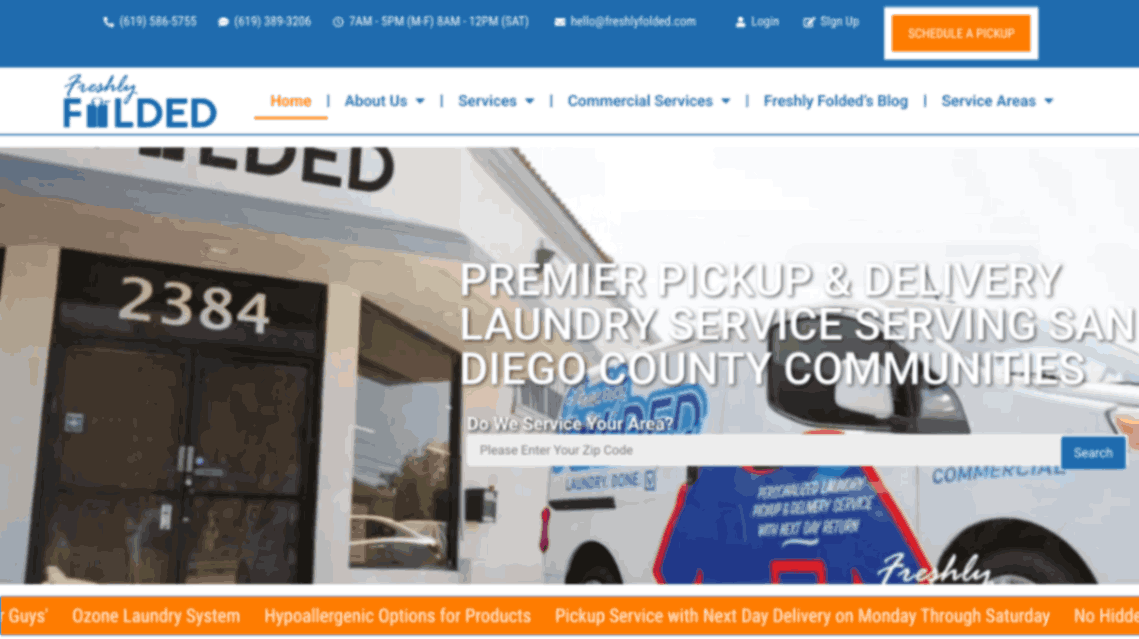 (619) 586-5755 (619) 389-3206 7AM - 5PM (M-F) 8AM - 12PM (SAT) hello@freshlyfolded.com Login Sign Up SCHEDULE A PICKUP
Freshly
FOLDED
Home | About Us | Services | Commercial Services | Freshly Folded's Blog | Service Areas
LDED
2384
PREMIER PICKUP & DELIVERY
LAUNDRY SERVICE SERVING SAN
DIEGO COUNTY COMMUNITIES
Do We Service Your Area?
Please Enter Your Zip Code Search
COMMERCIAL
LAUNDRY. DONE.
PERSONALIZED LAUNDRY
PICKUP & DELIVERY SERVICE
WITH NEXT DAY RETURN
Freshly
r Guys' Ozone Laundry System Hypoallergenic Options for Products Pickup Service with Next Day Delivery on Monday Through Saturday No Hidde